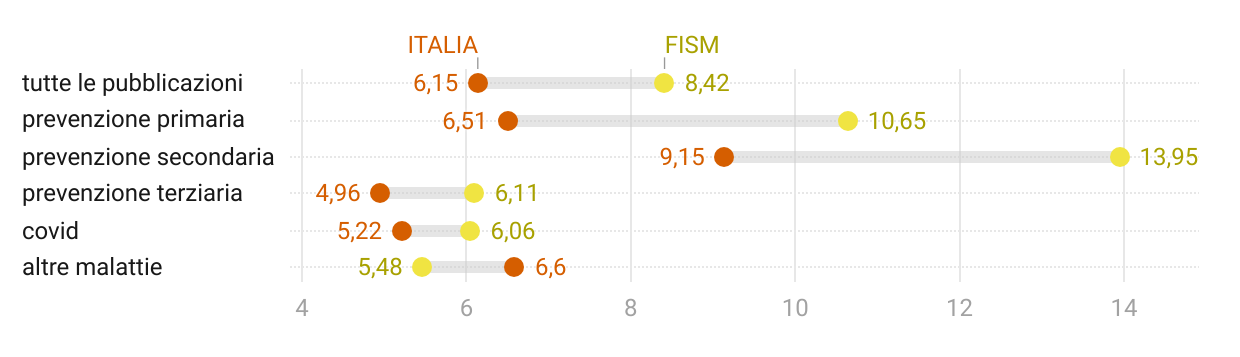 ITALIA FISM
tutte le pubblicazioni 6,15 8,42
prevenzione primaria 6,51 10,65
prevenzione secondaria 9,15 13,95
prevenzione terziaria 4,96 6,11
covid 5,22 6,06
altre malattie 5,48 6,6
4 6 8 10 12 14